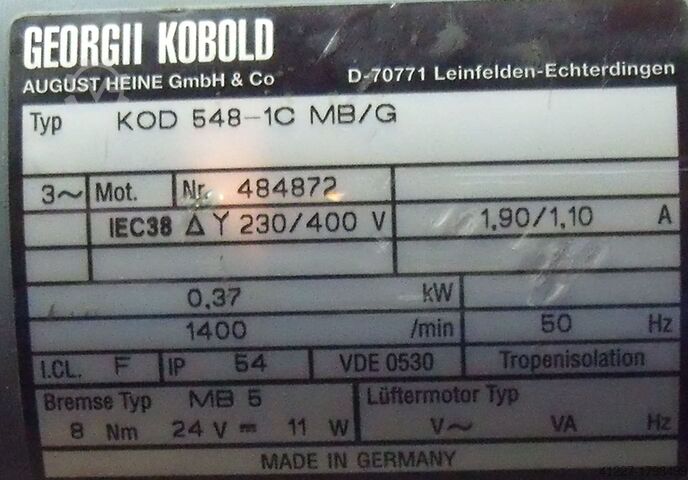 GEORGII KOBOLD
AUGUST HEINE GmbH & Co D-70771 Leinfelden-Echterdingen
Typ KOD 548-1C MB/G
3~ Mot. Nr. 484872
IEC38 Δ Y 230/400 V 1,90/1,10 A
0,37 kW
1400 /min 50 Hz
I.CL. F IP 54 VDE 0530 Tropenisolation
Bremse Typ MB 5 Lüftermotor Typ
8 Nm 24 V = 11 W V~ VA Hz
MADE IN GERMANY